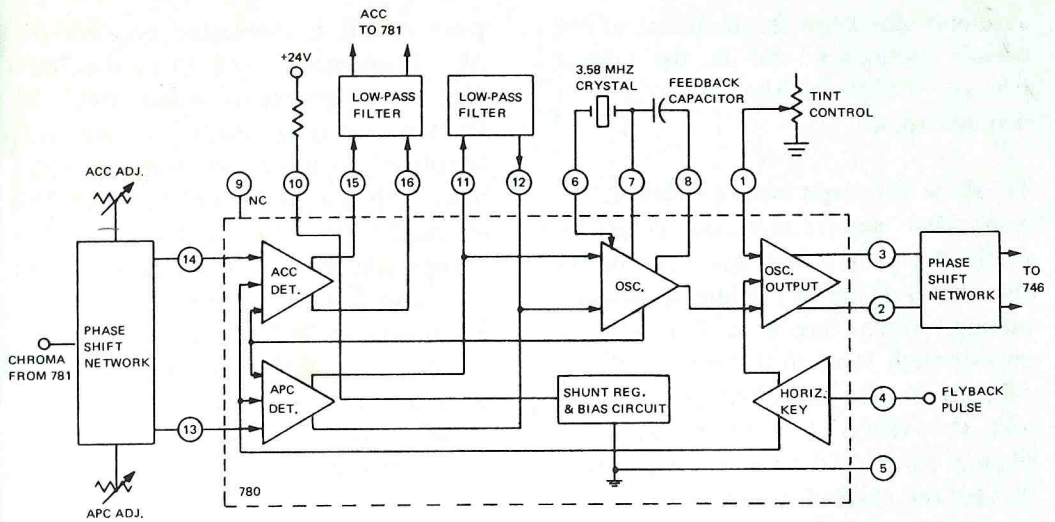 ACC
TO 781
+24V
3.58 MHZ
CRYSTAL
FEEDBACK
CAPACITOR
LOW-PASS
FILTER
LOW-PASS
FILTER
TINT
CONTROL
ACC ADJ.
9
NC
10
15
16
11
12
6
7
8
1
14
ACC
DET.
OSC.
OSC.
OUTPUT
3
2
PHASE
SHIFT
NETWORK
TO
746
PHASE
SHIFT
NETWORK
CHROMA
FROM 781
APC
DET.
SHUNT REG.
& BIAS CIRCUIT
HORIZ.
KEY
4
FLYBACK
PULSE
13
5
780
APC ADJ.